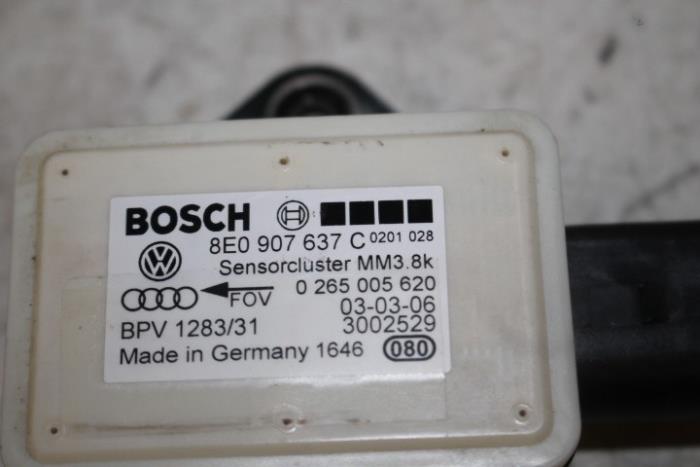 BOSCH
8E0 907 637 C 0201 028
Sensorcluster MM3.8k
FOV 0 265 005 620
03-03-06
BPV 1283/31 3002529
Made in Germany 1646 080